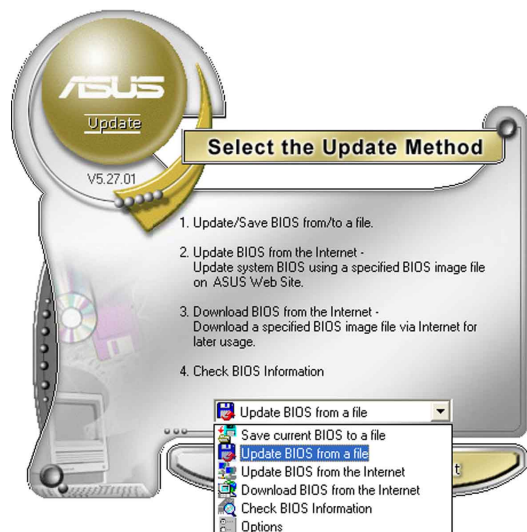 ASUS
Update
V5.27.01
Select the Update Method
1. Update/Save BIOS from/to a file.
2. Update BIOS from the Internet -
Update system BIOS using a specified BIOS image file
on ASUS Web Site.
3. Download BIOS from the Internet -
Download a specified BIOS image file via Internet for
later usage.
4. Check BIOS Information
Update BIOS from a file
Save current BIOS to a file
Update BIOS from a file
Update BIOS from the Internet
Download BIOS from the Internet
Check BIOS Information
Options